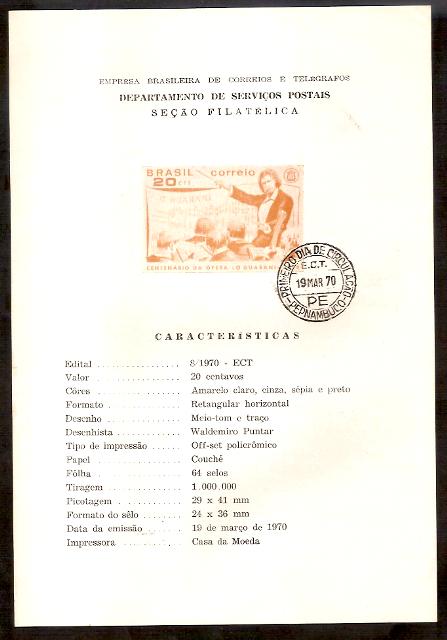 EMPRESA BRASILEIRA DE CORREIOS E TELEGRAFOS
DEPARTAMENTO DE SERVIÇOS POSTAIS
SEÇÃO FILATÉLICA
BRASIL correio
20 CTS
O GUARANI
CENTENÁRIO DA ÓPERA "O GUARANI"
PRIMEIRO DIA DE CIRCULAÇÃO
E.C.T.
19 MAR 70
PE
PERNAMBUCO
CARACTERÍSTICAS
Edital . . . . . . . . . . . . . . . . 8/1970 - ECT
Valor . . . . . . . . . . . . . . . . 20 centavos
Côres . . . . . . . . . . . . . . . . Amarelo claro, cinza, sépia e preto
Formato . . . . . . . . . . . . . . Retangular horizontal
Desenho . . . . . . . . . . . . . . Meio-tom e traço
Desenhista . . . . . . . . . . . . Waldemiro Puntar
Tipo de impressão . . . . . . Off-set policrômico
Papel . . . . . . . . . . . . . . . . Couchê
Fôlha . . . . . . . . . . . . . . . . 64 selos
Tiragem . . . . . . . . . . . . . . 1.000.000
Picotagem . . . . . . . . . . . . 29 x 41 mm
Formato do sêlo . . . . . . . . 24 x 36 mm
Data da emissão . . . . . . . 19 de março de 1970
Impressora . . . . . . . . . . . Casa da Moeda